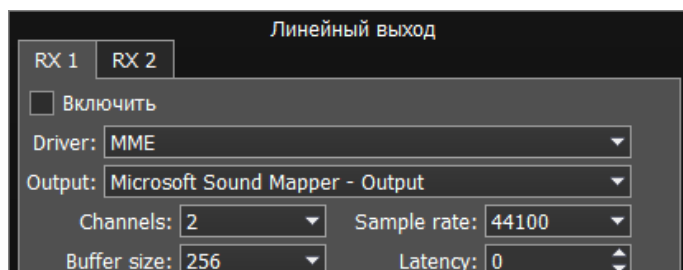 Линейный выход
RX 1 RX 2
Включить
Driver: MME
Output: Microsoft Sound Mapper - Output
Channels: 2 Sample rate: 44100
Buffer size: 256 Latency: 0